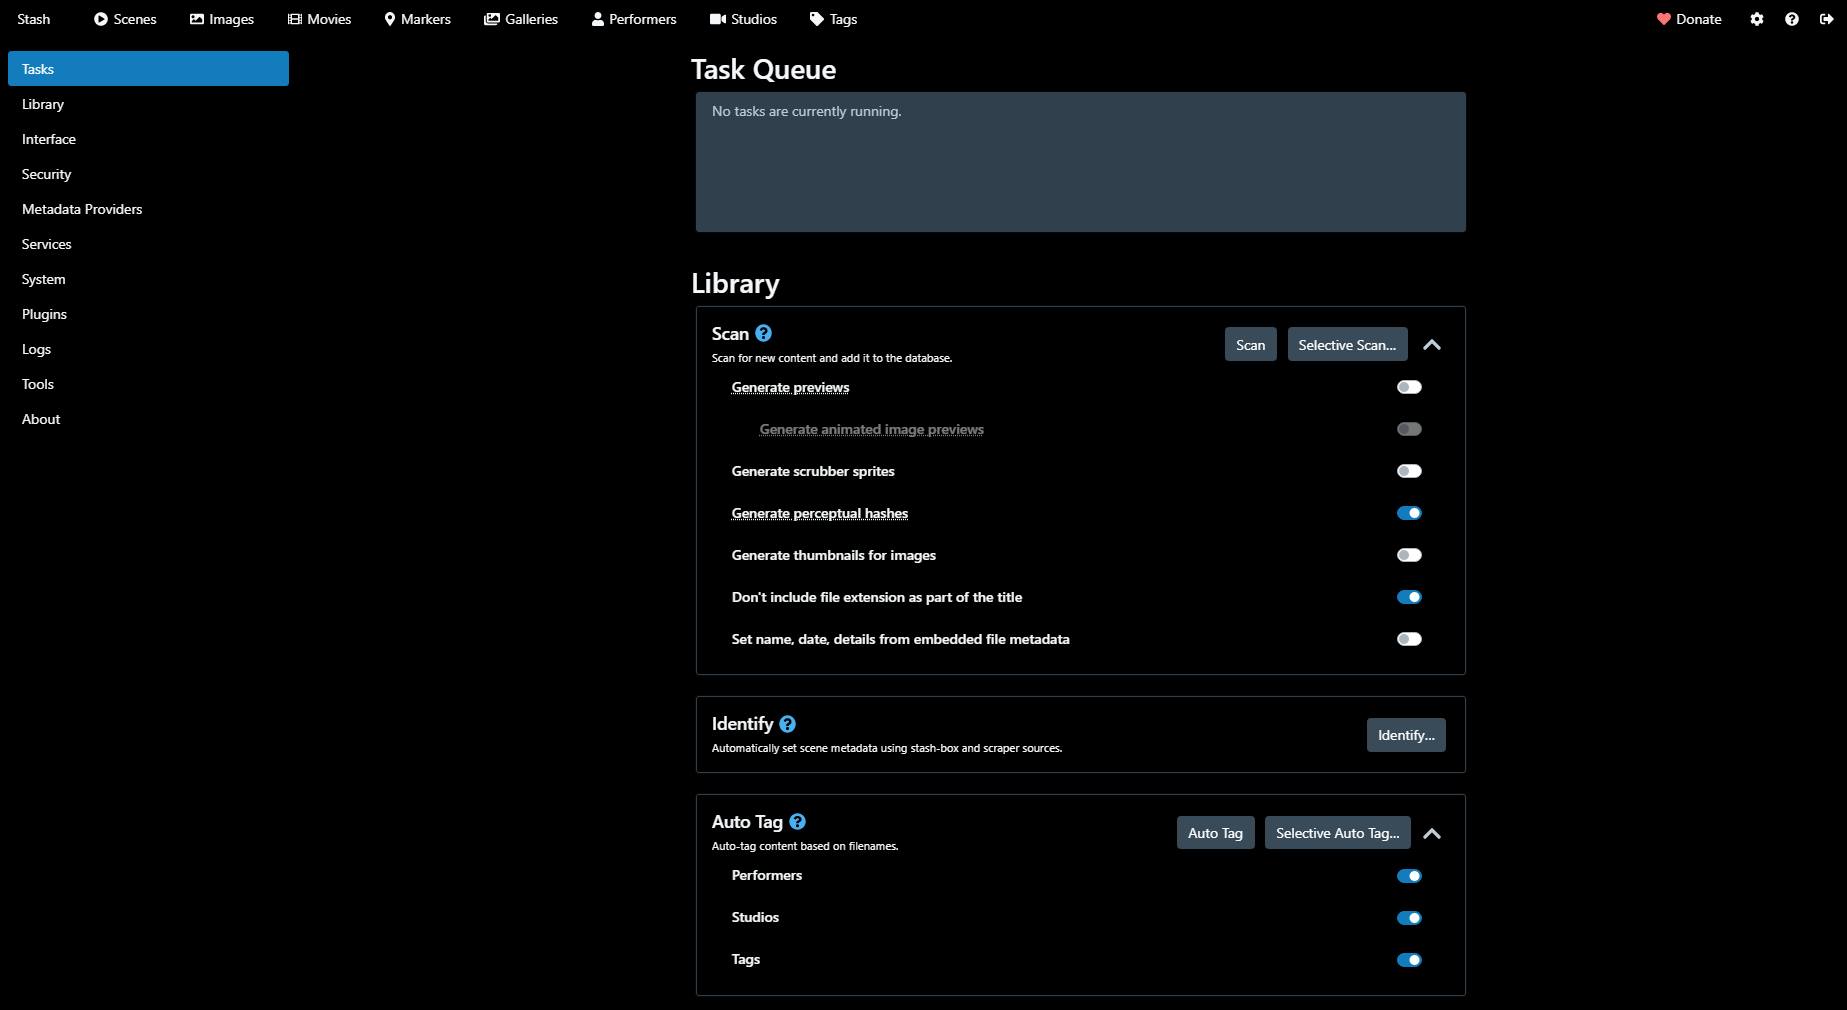 Stash Scenes Images Movies Markers Galleries Performers Studios Tags Donate
Tasks
Library
Interface
Security
Metadata Providers
Services
System
Plugins
Logs
Tools
About
Task Queue
No tasks are currently running.
Library
Scan
Scan for new content and add it to the database.
Scan Selective Scan...
Generate previews
Generate animated image previews
Generate scrubber sprites
Generate perceptual hashes
Generate thumbnails for images
Don't include file extension as part of the title
Set name, date, details from embedded file metadata
Identify
Automatically set scene metadata using stash-box and scraper sources.
Identify...
Auto Tag
Auto-tag content based on filenames.
Auto Tag Selective Auto Tag...
Performers
Studios
Tags